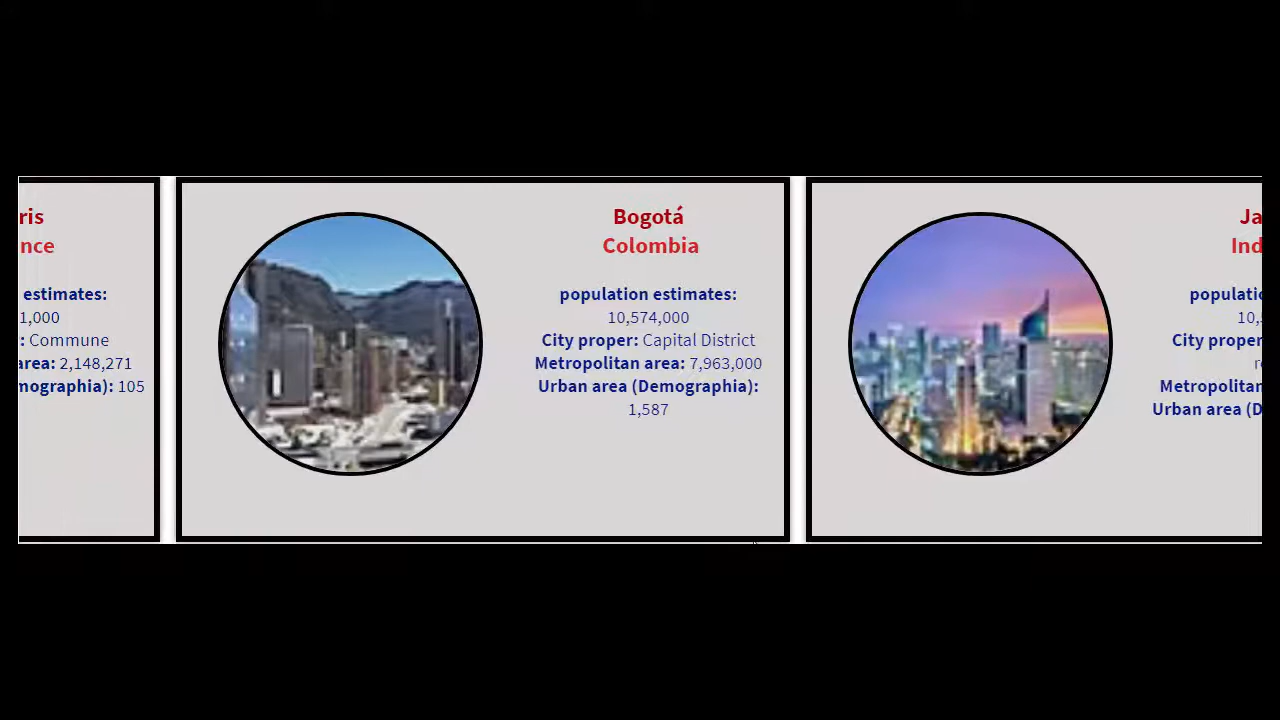 ris
nce
estimates:
1,000
: Commune
area: 2,148,271
mographia): 105
Bogotá
Colombia
population estimates:
10,574,000
City proper: Capital District
Metropolitan area: 7,963,000
Urban area (Demographia):
1,587
Ja
Ind
populatio
10,
City proper
Metropolitan
Urban area (D